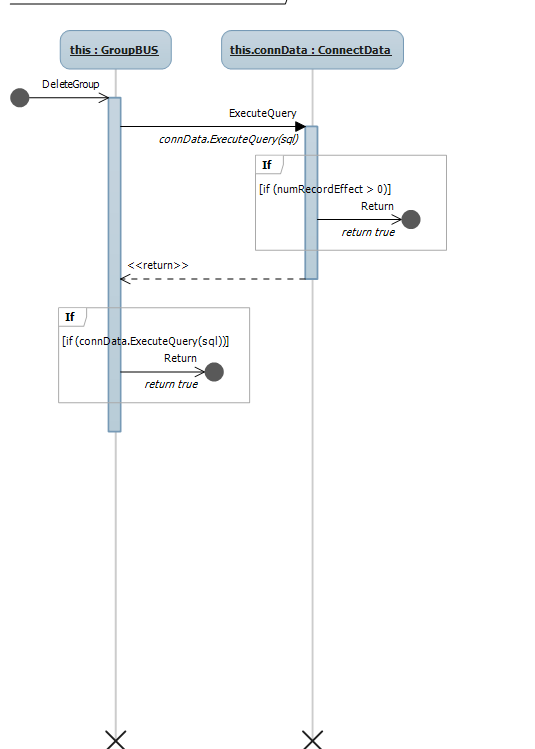 this : GroupBUS
this.connData : ConnectData
DeleteGroup
ExecuteQuery
connData.ExecuteQuery(sql)
If
[if (numRecordEffect > 0)]
Return
return true
<<return>>
If
[if (connData.ExecuteQuery(sql))]
Return
return true